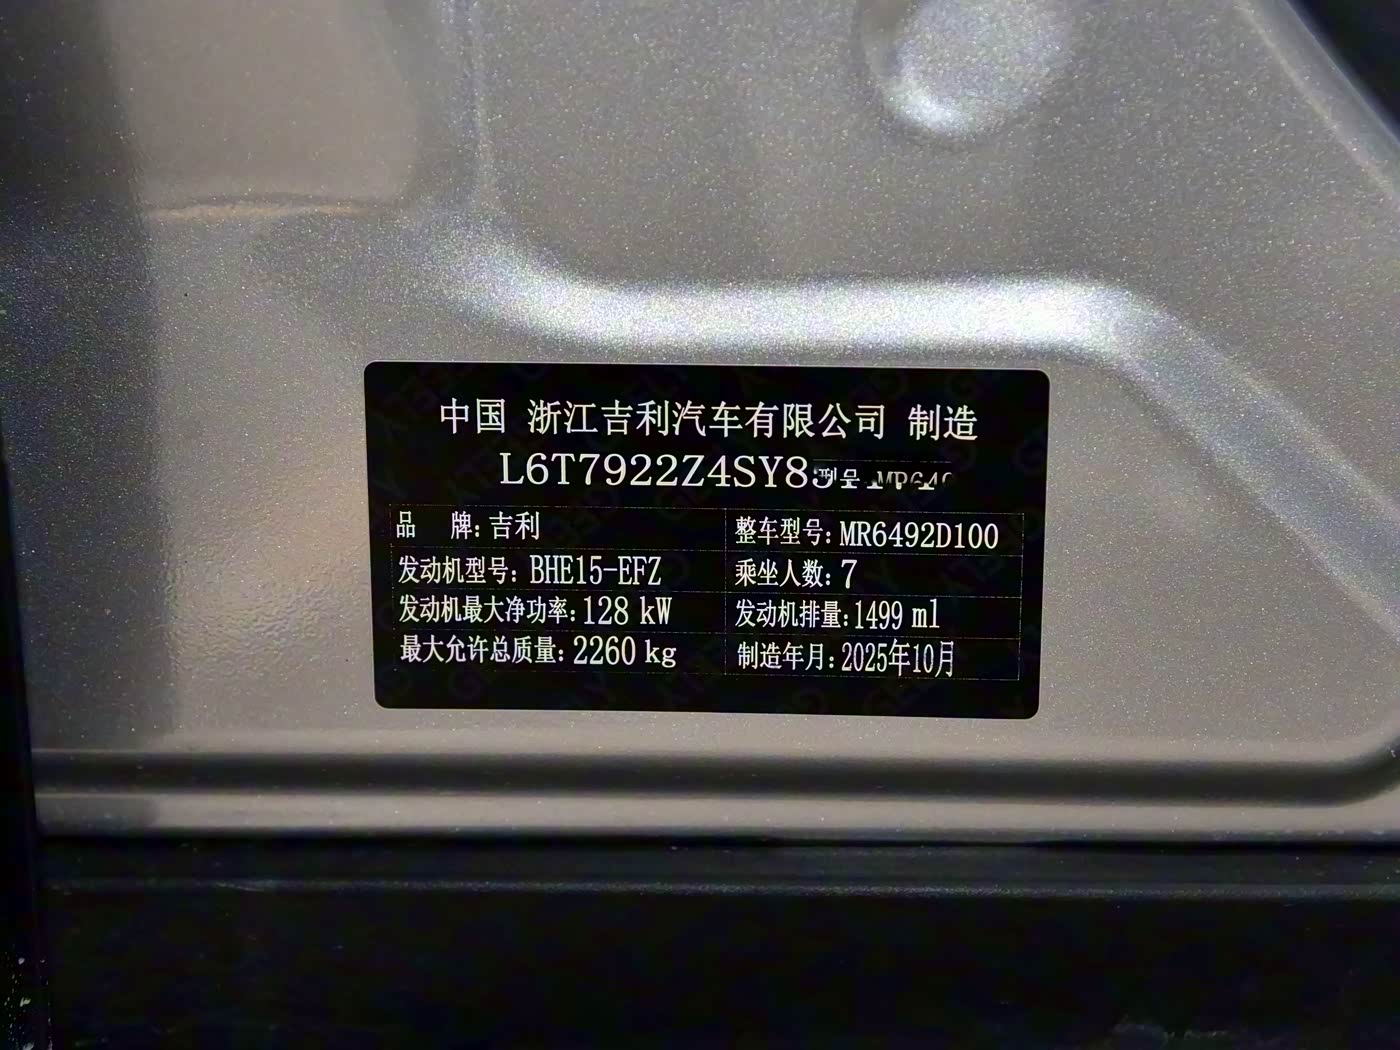 中国 浙江吉利汽车有限公司 制造
L6T7922Z4SY8
品 牌:吉利 整车型号:MR6492D100
发动机型号:BHE15-EFZ 乘坐人数:7
发动机最大净功率:128 kW 发动机排量:1499 ml
最大允许总质量:2260 kg 制造年月:2025年10月